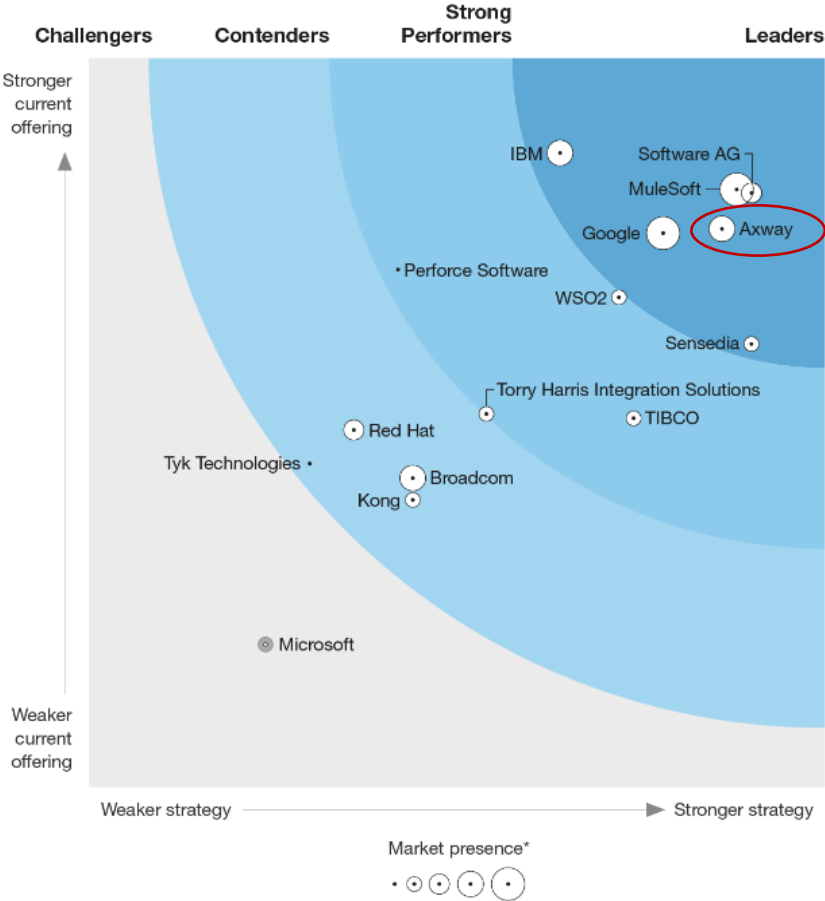 Challengers
Contenders
Strong
Performers
Leaders
Stronger
current
offering
IBM
Software AG
MuleSoft
Google
Axway
Perforce Software
WSO2
Sensedia
Torry Harris Integration Solutions
TIBCO
Red Hat
Tyk Technologies
Broadcom
Kong
Microsoft
Weaker
current
offering
Weaker strategy
Stronger strategy
Market presence*